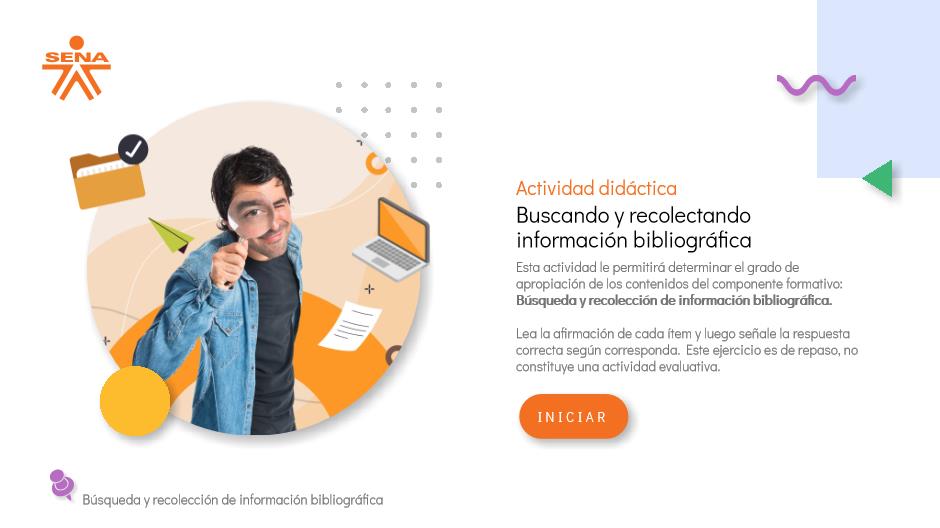 SENA
Actividad didáctica
Buscando y recolectando
información bibliográfica
Esta actividad le permitirá determinar el grado de
apropiación de los contenidos del componente formativo:
Búsqueda y recolección de información bibliográfica.
Lea la afirmación de cada ítem y luego señale la respuesta
correcta según corresponda. Este ejercicio es de repaso, no
constituye una actividad evaluativa.
INICIAR
Búsqueda y recolección de información bibliográfica